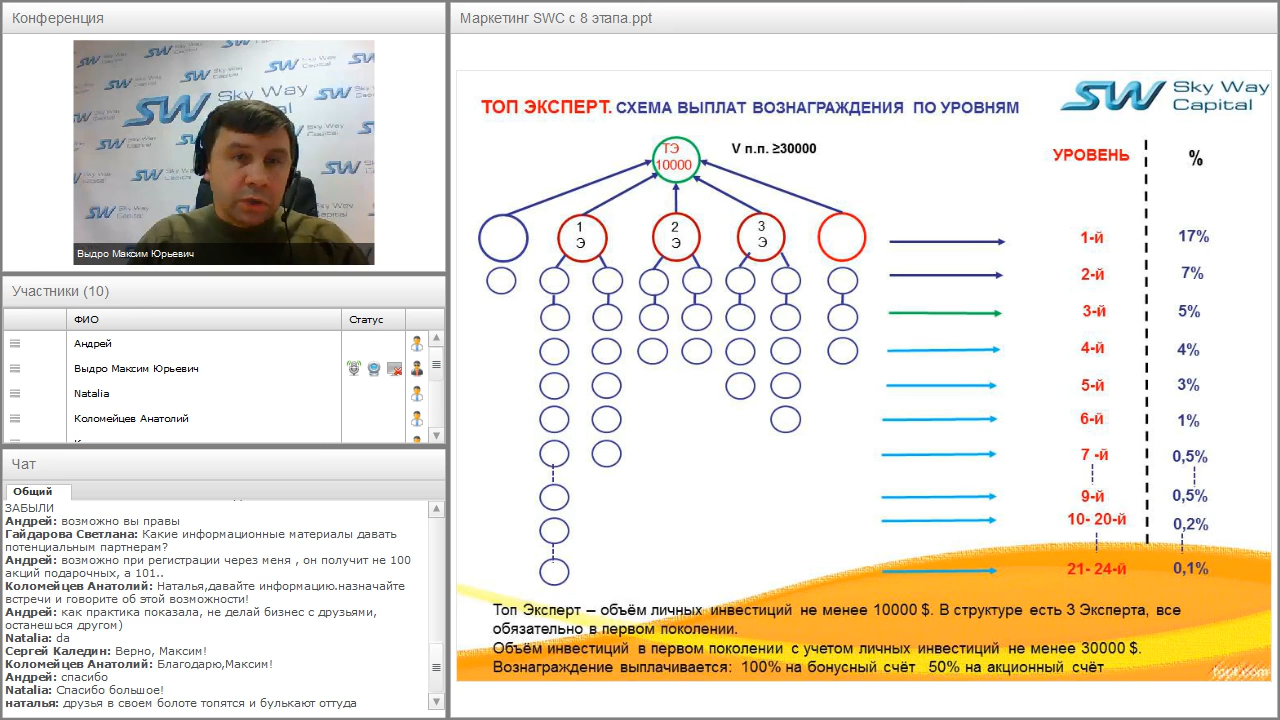 Конференция
SW Sky Way Capital
Выдро Максим Юрьевич
Участники (10)
ФИО
Статус
Андрей
Выдро Максим Юрьевич
Natalia
Коломейцев Анатолий
Чат
Общий
ЗАБЫЛИ
Андрей: возможно вы правы
Гайдарова Светлана: Какие информационные материалы давать
потенциальным партнерам?
Андрей: возможно при регистрации через меня , он получит не 100
акций подарочных, а 101..
Коломейцев Анатолий: Наталья,давайте информацию.назначайте
встречи и говорите об этой возможности!
Андрей: как практика показала, не делай бизнес с друзьями,
останешься другом)
Natalia: da
Сергей Каледин: Верно, Максим!
Коломейцев Анатолий: Благодарю,Максим!
Андрей: спасибо
Natalia: Спасибо большое!
наталья: друзья в своем болоте топятся и булькают оттуда
Маркетинг SWC с 8 этапа.ppt
SW Sky Way
Capital
ТОП ЭКСПЕРТ. СХЕМА ВЫПЛАТ ВОЗНАГРАЖДЕНИЯ ПО УРОВНЯМ
ТЭ
10000
V п.п. ≥30000
УРОВЕНЬ %
1
Э
2
Э
3
Э
1-й 17%
2-й 7%
3-й 5%
4-й 4%
5-й 3%
6-й 1%
7 -й 0,5%
9-й 0,5%
10- 20-й 0,2%
21- 24-й 0,1%
Топ Эксперт – объём личных инвестиций не менее 10000 $. В структуре есть 3 Эксперта, все
обязательно в первом поколении.
Объём инвестиций в первом поколении с учетом личных инвестиций не менее 30000 $.
Вознаграждение выплачивается: 100% на бонусный счёт 50% на акционный счёт
fppt.com